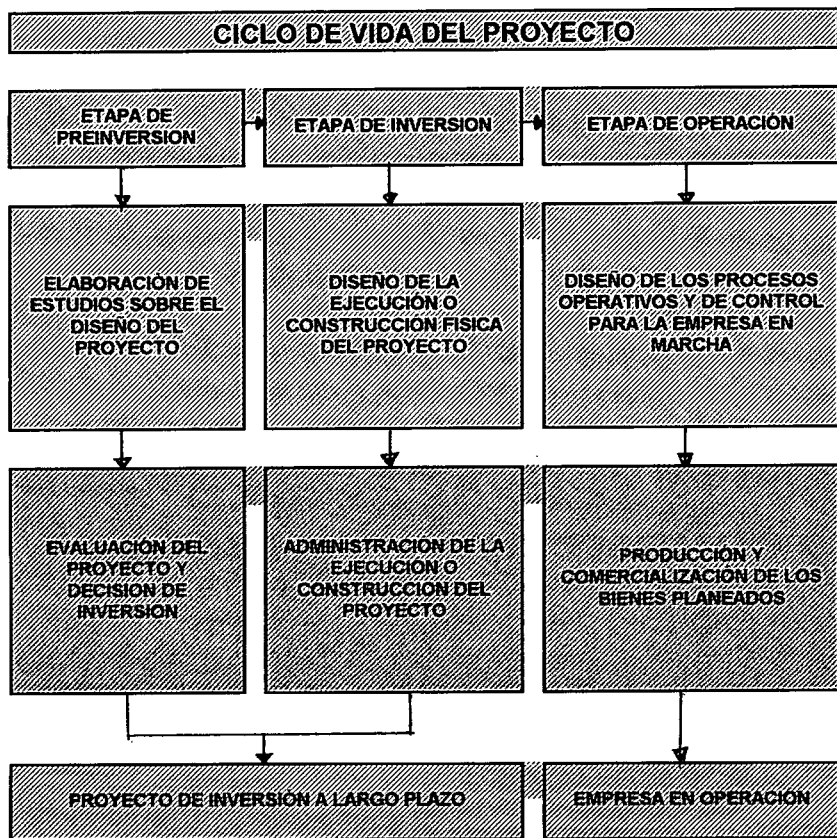 CICLO DE VIDA DEL PROYECTO
ETAPA DE
PREINVERSION
ETAPA DE INVERSION
ETAPA DE OPERACIÓN
ELABORACIÓN DE
ESTUDIOS SOBRE EL
DISEÑO DEL
PROYECTO
DISEÑO DE LA
EJECUCIÓN O
CONSTRUCCION FISICA
DEL PROYECTO
DISEÑO DE LOS PROCESOS
OPERATIVOS Y DE CONTROL
PARA LA EMPRESA EN
MARCHA
EVALUACIÓN DEL
PROYECTO Y
DECISION DE
INVERSION
ADMINISTRACION DE LA
EJECUCIÓN O
CONSTRUCCION DEL
PROYECTO
PRODUCCIÓN Y
COMERCIALIZACIÓN DE LOS
BIENES PLANEADOS
PROYECTO DE INVERSIÓN A LARGO PLAZO
EMPRESA EN OPERACIÓN